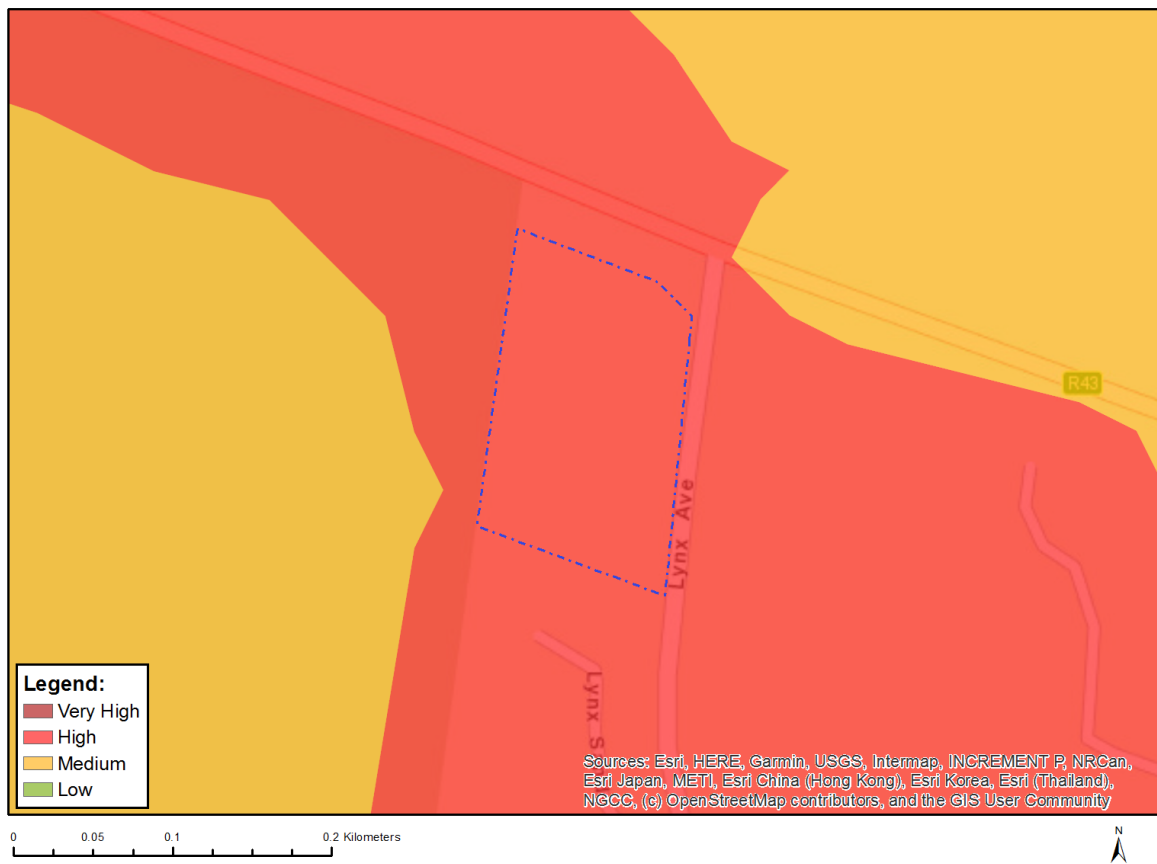 R43
Lynx Ave
Lynx
Legend:
Very High
High
Medium
Low
Sources: Esri, HERE, Garmin, USGS, Intermap, INCREMENT P, NRCan,
Esri Japan, METI, Esri China (Hong Kong), Esri Korea, Esri (Thailand),
NGCC, (c) OpenStreetMap contributors, and the GIS User Community
0 0.05 0.1 0.2 Kilometers
N